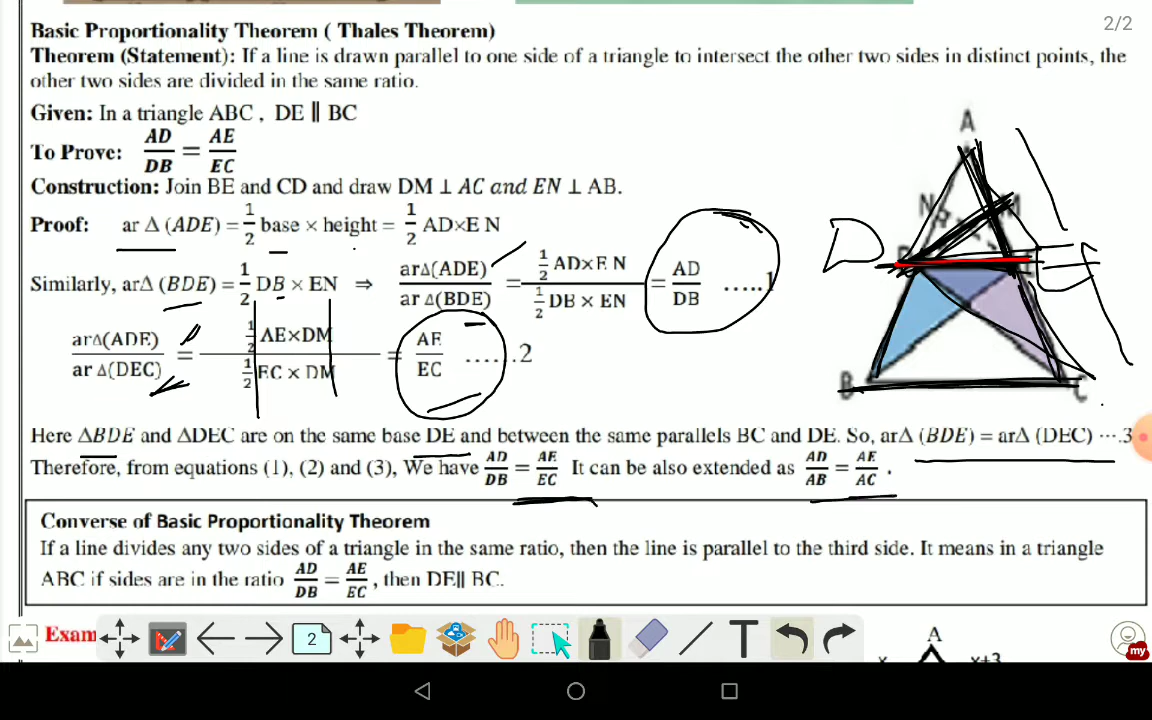 2/2
Basic Proportionality Theorem ( Thales Theorem)
Theorem (Statement): If a line is drawn parallel to one side of a triangle to intersect the other two sides in distinct points, the
other two sides are divided in the same ratio.
Given: In a triangle ABC , DE ∥ BC
To Prove: AD/DB = AE/EC
Construction: Join BE and CD and draw DM ⊥ AC and EN ⊥ AB.
Proof: ar Δ (ADE) = 1/2 base × height = 1/2 AD×E N
Similarly, arΔ (BDE) = 1/2 DB × EN ⇒ arΔ(ADE)/ar Δ(BDE) = 1/2 AD×E N / 1/2 DB × EN = AD/DB …..1
arΔ(ADE)/ar Δ(DEC) = 1/2 AE×DM / 1/2 EC × DM = AE/EC …...2
Here ΔBDE and ΔDEC are on the same base DE and between the same parallels BC and DE. So, arΔ (BDE) = arΔ (DEC) ….3
Therefore, from equations (1), (2) and (3), We have AD/DB = AE/EC It can be also extended as AD/AB = AE/AC .
A
N
M
D
E
B
C
Converse of Basic Proportionality Theorem
If a line divides any two sides of a triangle in the same ratio, then the line is parallel to the third side. It means in a triangle
ABC if sides are in the ratio AD/DB = AE/EC , then DE∥ BC.
Exam
2
T
my
A
x
x+3